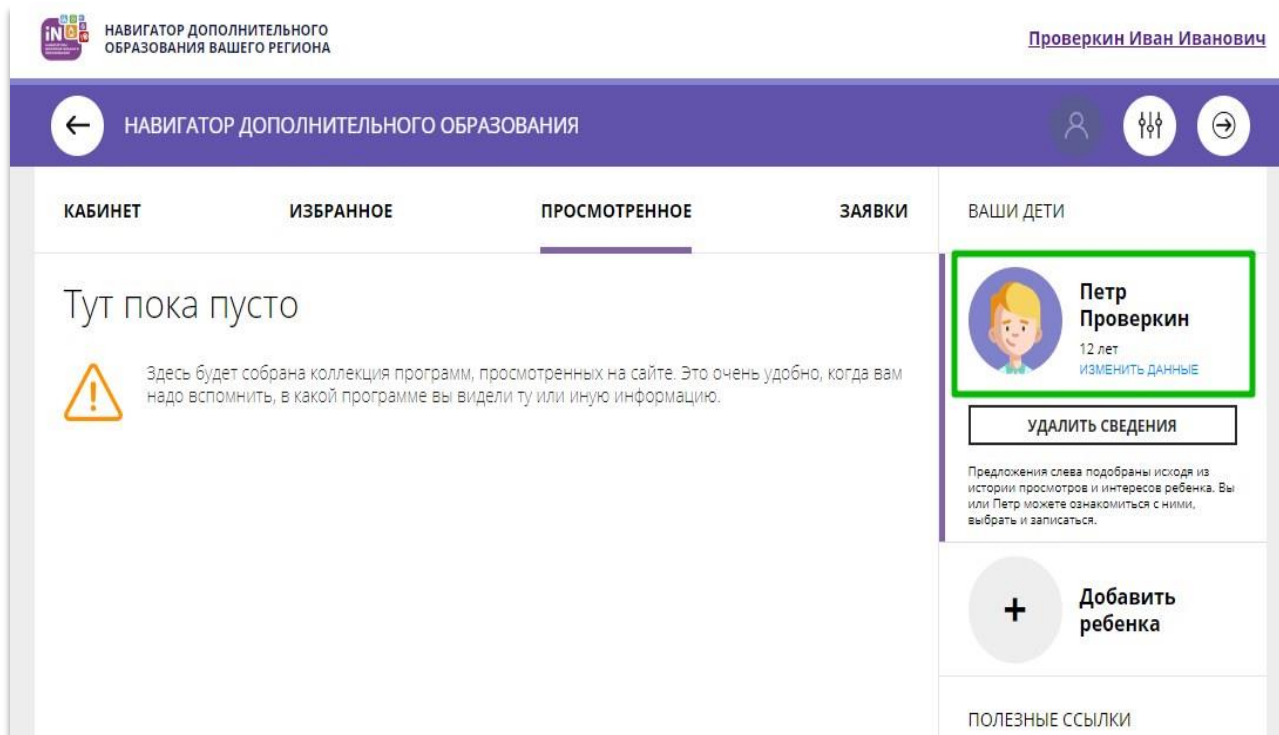 НАВИГАТОР ДОПОЛНИТЕЛЬНОГО
ОБРАЗОВАНИЯ ВАШЕГО РЕГИОНА
Проверкин Иван Иванович
НАВИГАТОР ДОПОЛНИТЕЛЬНОГО ОБРАЗОВАНИЯ
КАБИНЕТ
ИЗБРАННОЕ
ПРОСМОТРЕННОЕ
ЗАЯВКИ
Тут пока пусто
Здесь будет собрана коллекция программ, просмотренных на сайте. Это очень удобно, когда вам
надо вспомнить, в какой программе вы видели ту или иную информацию.
ВАШИ ДЕТИ
Петр
Проверкин
12 лет
ИЗМЕНИТЬ ДАННЫЕ
УДАЛИТЬ СВЕДЕНИЯ
Предложения слева подобраны исходя из
истории просмотров и интересов ребенка. Вы
или Петр можете ознакомиться с ними,
выбрать и записаться.
+
Добавить
ребенка
ПОЛЕЗНЫЕ ССЫЛКИ